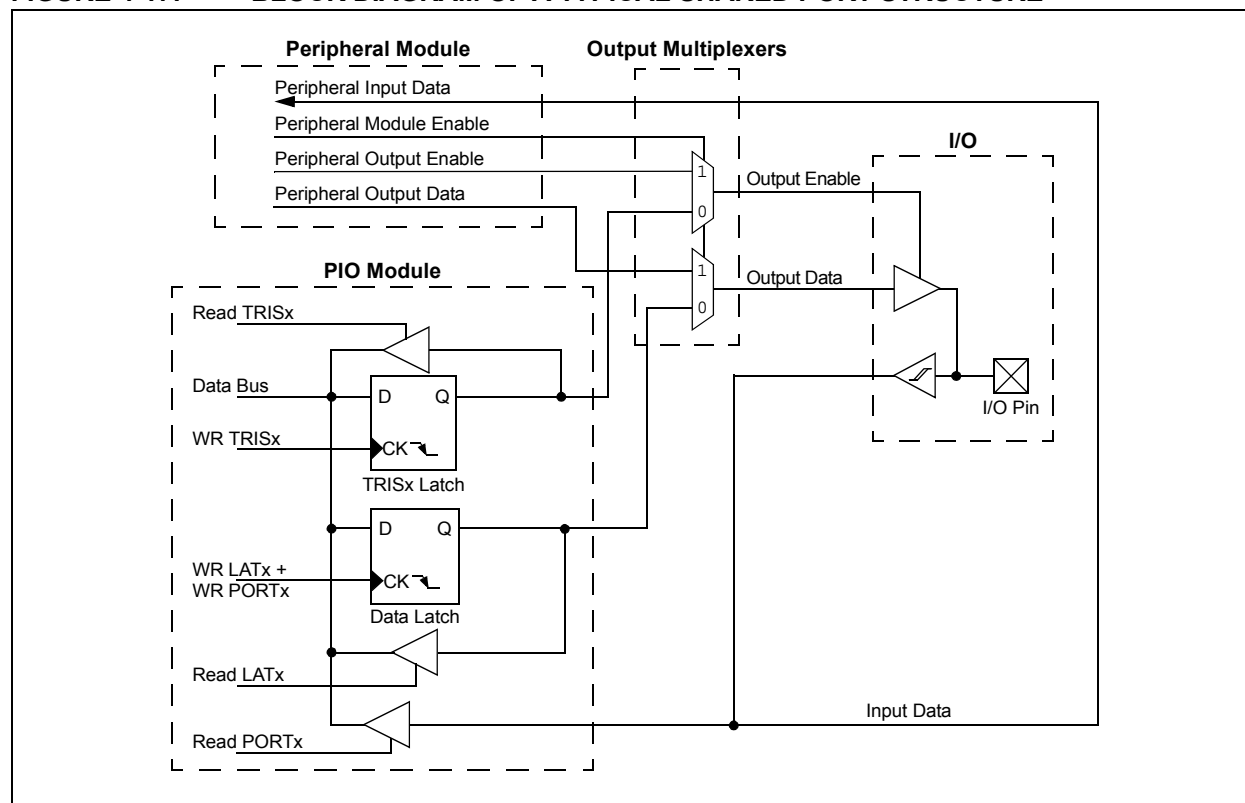 Peripheral Module
Output Multiplexers
Peripheral Input Data
Peripheral Module Enable
Peripheral Output Enable
Peripheral Output Data
1
0
Output Enable
I/O
1
0
Output Data
PIO Module
Read TRISx
Data Bus
D
Q
WR TRISx
CK
TRISx Latch
I/O Pin
D
Q
WR LATx +
WR PORTx
CK
Data Latch
Read LATx
Input Data
Read PORTx